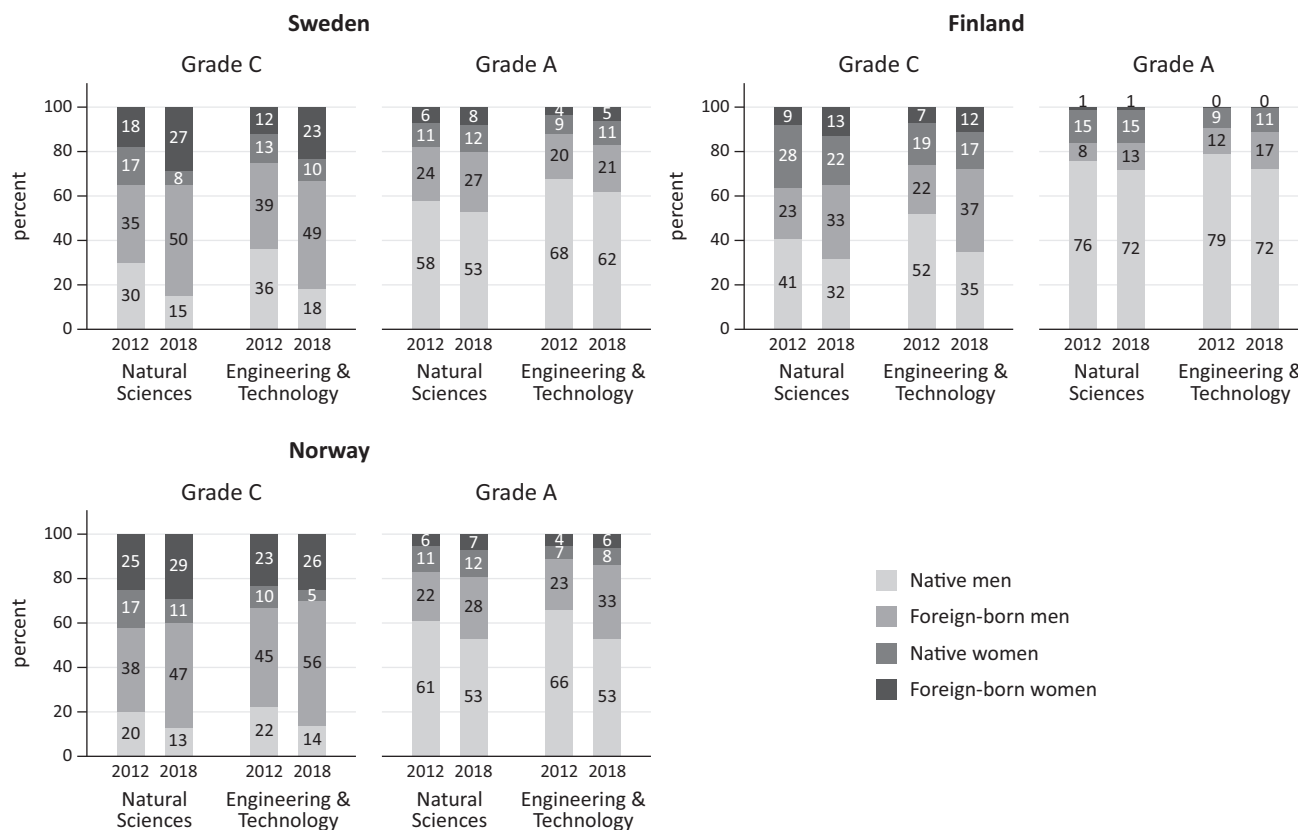 Sweden
Grade C
Grade A
percent
100
80
60
40
20
0
18 27 12 23
17 8 13 10
35 50 39 49
30 15 36 18
6 8 4 5
11 12 9 11
24 27 20 21
58 53 68 62
2012 2018 2012 2018
Natural Engineering &
Sciences Technology
2012 2018 2012 2018
Natural Engineering &
Sciences Technology
Finland
Grade C
Grade A
percent
100
80
60
40
20
0
9 13 7 12
28 22 19 17
23 33 22 37
41 32 52 35
1 1 0 0
15 15 9 11
8 13 12 17
76 72 79 72
2012 2018 2012 2018
Natural Engineering &
Sciences Technology
2012 2018 2012 2018
Natural Engineering &
Sciences Technology
Norway
Grade C
Grade A
percent
100
80
60
40
20
0
25 29 23 26
17 11 10 5
38 47 45 56
20 13 22 14
6 7 4 6
11 12 7 8
22 28 23 33
61 53 66 53
2012 2018 2012 2018
Natural Engineering &
Sciences Technology
2012 2018 2012 2018
Natural Engineering &
Sciences Technology
Native men
Foreign-born men
Native women
Foreign-born women